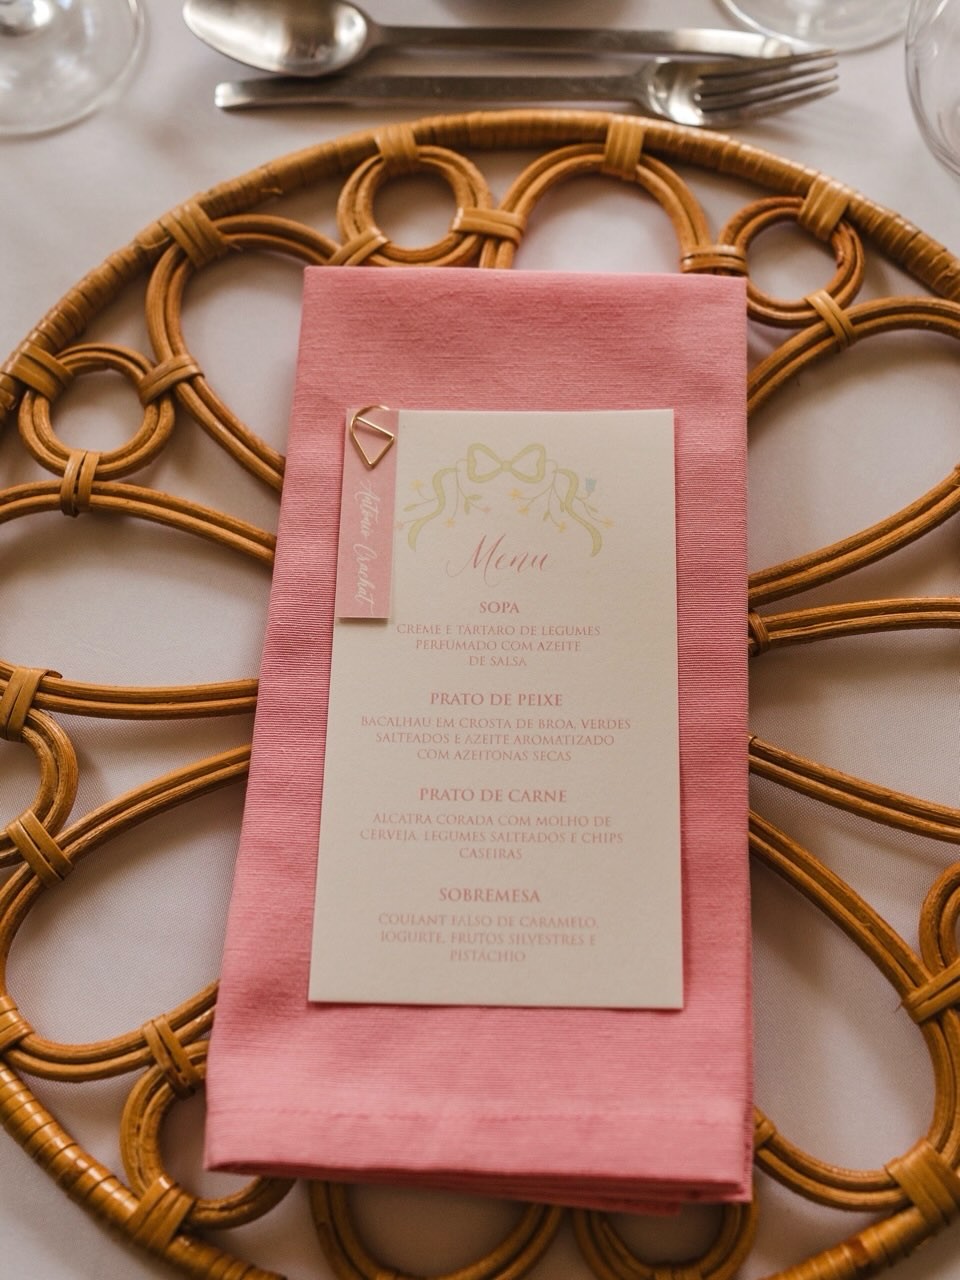 António Crachat
Menu
SOPA
CREME E TÁRTARO DE LEGUMES
PERFUMADO COM AZEITE
DE SALSA
PRATO DE PEIXE
BACALHAU EM CROSTA DE BROA, VERDES
SALTEADOS E AZEITE AROMATIZADO
COM AZEITONAS SECAS
PRATO DE CARNE
ALCATRA CORADA COM MOLHO DE
CERVEJA, LEGUMES SALTEADOS E CHIPS
CASEIRAS
SOBREMESA
COULANT FALSO DE CARAMELO,
IOGURTE, FRUTOS SILVESTRES E
PISTÁCHIO